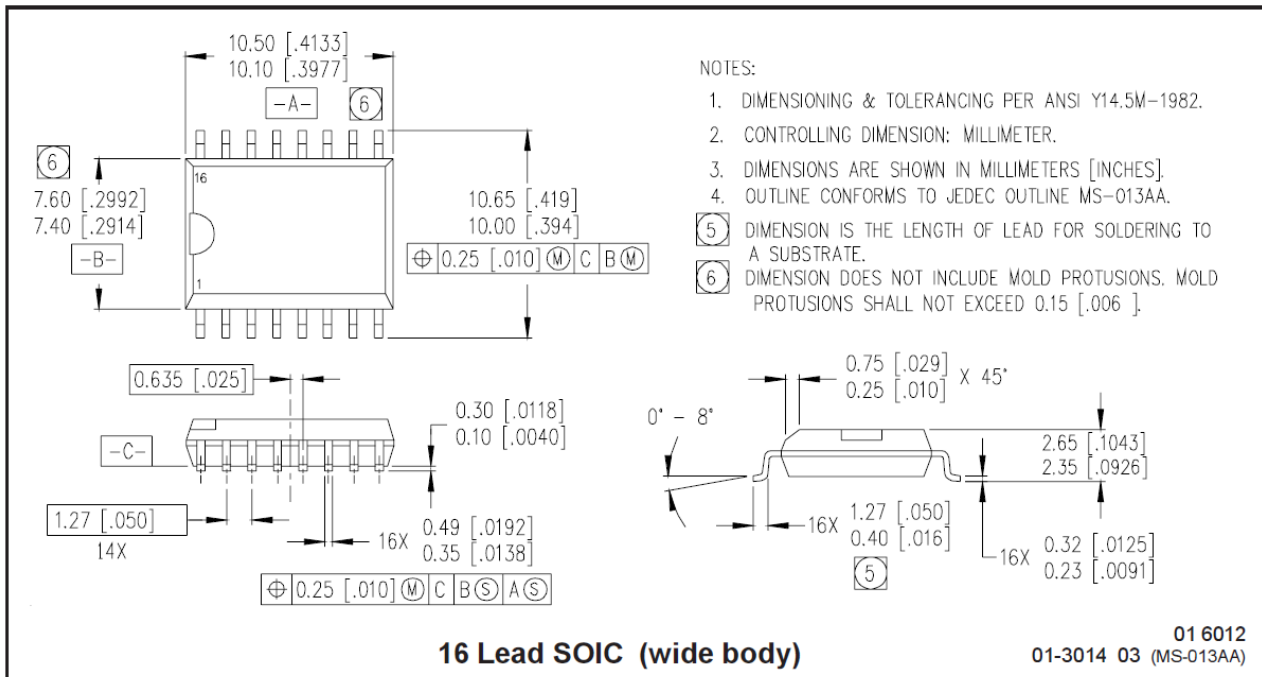 10.50 [.4133]
10.10 [.3977]
-A-
6
6
7.60 [.2992]
7.40 [.2914]
-B-
16
1
10.65 [.419]
10.00 [.394]
⌖ 0.25 [.010] Ⓜ C B Ⓜ
NOTES:
1. DIMENSIONING & TOLERANCING PER ANSI Y14.5M-1982.
2. CONTROLLING DIMENSION: MILLIMETER.
3. DIMENSIONS ARE SHOWN IN MILLIMETERS [INCHES].
4. OUTLINE CONFORMS TO JEDEC OUTLINE MS-013AA.
5 DIMENSION IS THE LENGTH OF LEAD FOR SOLDERING TO
A SUBSTRATE.
6 DIMENSION DOES NOT INCLUDE MOLD PROTUSIONS. MOLD
PROTUSIONS SHALL NOT EXCEED 0.15 [.006 ].
0.635 [.025]
-C-
0.30 [.0118]
0.10 [.0040]
1.27 [.050]
14X
16X 0.49 [.0192]
0.35 [.0138]
⌖ 0.25 [.010] Ⓜ C B Ⓢ A Ⓢ
0.75 [.029]
0.25 [.010] X 45°
0° - 8°
2.65 [.1043]
2.35 [.0926]
16X 1.27 [.050]
0.40 [.016]
5
16X 0.32 [.0125]
0.23 [.0091]
16 Lead SOIC (wide body)
01 6012
01-3014 03 (MS-013AA)